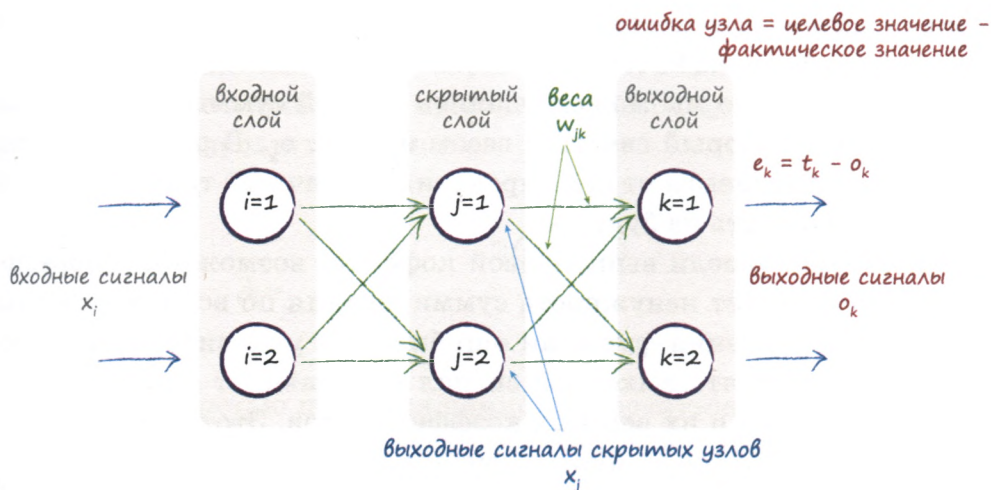 ошибка узла = целевое значение -
фактическое значение
входной
слой
скрытый
слой
веса
w_jk
выходной
слой
e_k = t_k - o_k
i=1
j=1
k=1
входные сигналы
x_i
выходные сигналы
o_k
i=2
j=2
k=2
выходные сигналы скрытых узлов
x_j